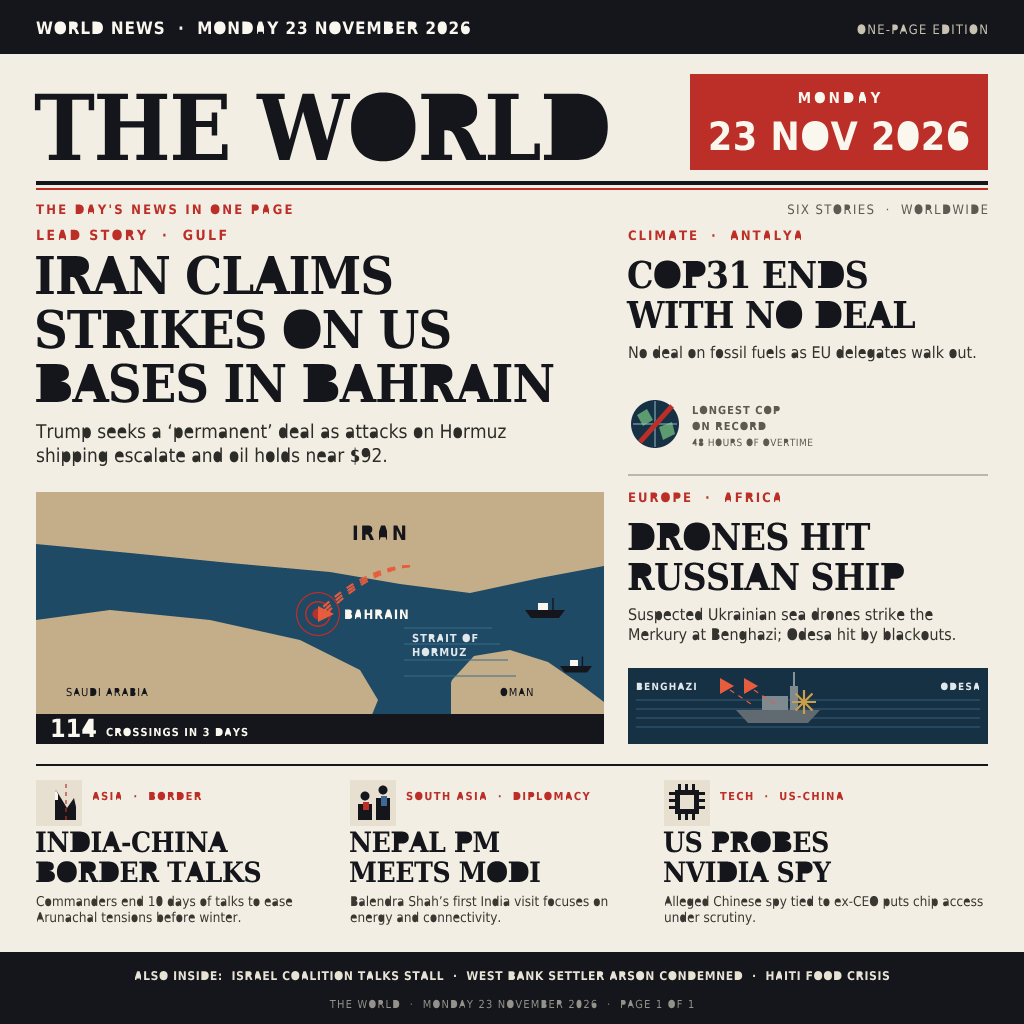 WORLD NEWS · MONDAY 23 NOVEMBER 2026
ONE-PAGE EDITION
THE WORLD
MONDAY
23 NOV 2026
THE DAY'S NEWS IN ONE PAGE
SIX STORIES · WORLDWIDE
LEAD STORY · GULF
IRAN CLAIMS
STRIKES ON US
BASES IN BAHRAIN
Trump seeks a ‘permanent’ deal as attacks on Hormuz
shipping escalate and oil holds near $92.
IRAN
BAHRAIN
STRAIT OF
HORMUZ
SAUDI ARABIA
OMAN
114 CROSSINGS IN 3 DAYS
CLIMATE · ANTALYA
COP31 ENDS
WITH NO DEAL
No deal on fossil fuels as EU delegates walk out.
LONGEST COP
ON RECORD
48 HOURS OF OVERTIME
EUROPE · AFRICA
DRONES HIT
RUSSIAN SHIP
Suspected Ukrainian sea drones strike the
Merkury at Benghazi; Odesa hit by blackouts.
BENGHAZI
ODESA
ASIA · BORDER
INDIA-CHINA
BORDER TALKS
Commanders end 10 days of talks to ease
Arunachal tensions before winter.
SOUTH ASIA · DIPLOMACY
NEPAL PM
MEETS MODI
Balendra Shah’s first India visit focuses on
energy and connectivity.
TECH · US-CHINA
US PROBES
NVIDIA SPY
Alleged Chinese spy tied to ex-CEO puts chip access
under scrutiny.
ALSO INSIDE: ISRAEL COALITION TALKS STALL · WEST BANK SETTLER ARSON CONDEMNED · HAITI FOOD CRISIS
THE WORLD · MONDAY 23 NOVEMBER 2026 · PAGE 1 OF 1